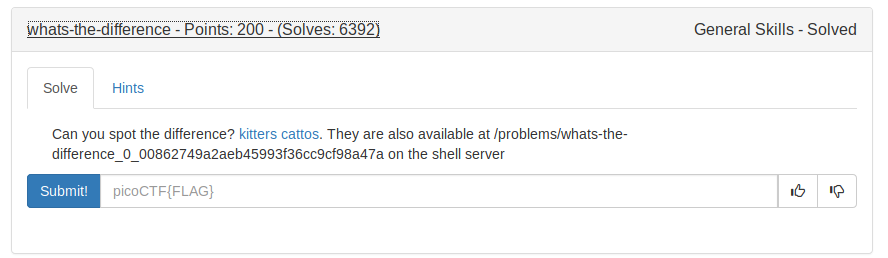 whats-the-difference - Points: 200 - (Solves: 6392)
General Skills - Solved
Solve
Hints
Can you spot the difference? kitters cattos. They are also available at /problems/whats-the-
difference_0_00862749a2aeb45993f36cc9cf98a47a on the shell server
Submit!
picoCTF{FLAG}